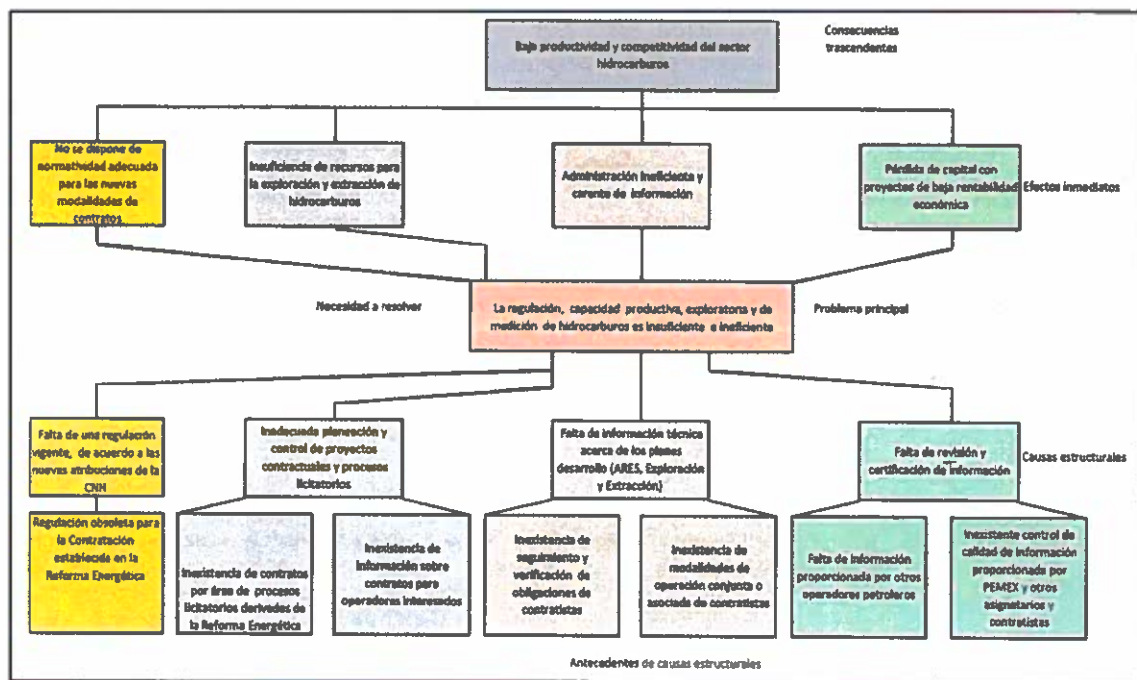 Consecuencias
trascendentes
Baja productividad y competitividad del sector
hidrocarburos
No se dispone de
normatividad adecuada
para las nuevas
modalidades de
contratos.
Insuficiencia de recursos para
la exploración y extracción de
hidrocarburos
Administración ineficiente y
carente de información
Pérdida de capital con
proyectos de baja rentabilidad
económica
Efectos inmediatos
Necesidad a resolver
La regulación, capacidad productiva, exploratoria y de
medición de hidrocarburos es insuficiente e ineficiente
Problema principal
Falta de una regulación
vigente, de acuerdo a las
nuevas atribuciones de la
CNH
Inadecuada planeación y
control de proyectos
contractuales y procesos
licitatorios
Falta de información técnica
acerca de los planes
desarrollo (ARES, Exploración
y Extracción)
Falta de revisión y
certificación de información
Causas estructurales
Regulación obsoleta para
la Contratación
establecida en la
Reforma Energética
Inexistencia de contratos
por área de procesos
licitatorios derivados de
la Reforma Energética
Inexistencia de
información sobre
contratos para
operadores interesados
Inexistencia de
seguimiento y
verificación de
obligaciones de
contratistas
Inexistencia de
modalidades de
operación conjunta o
asociada de contratistas
Falta de información
proporcionada por otros
operadores petroleros
Inexistente control de
calidad de información
proporcionada por
PEMEX y otros
asignatarios y
contratistas
Antecedentes de causas estructurales